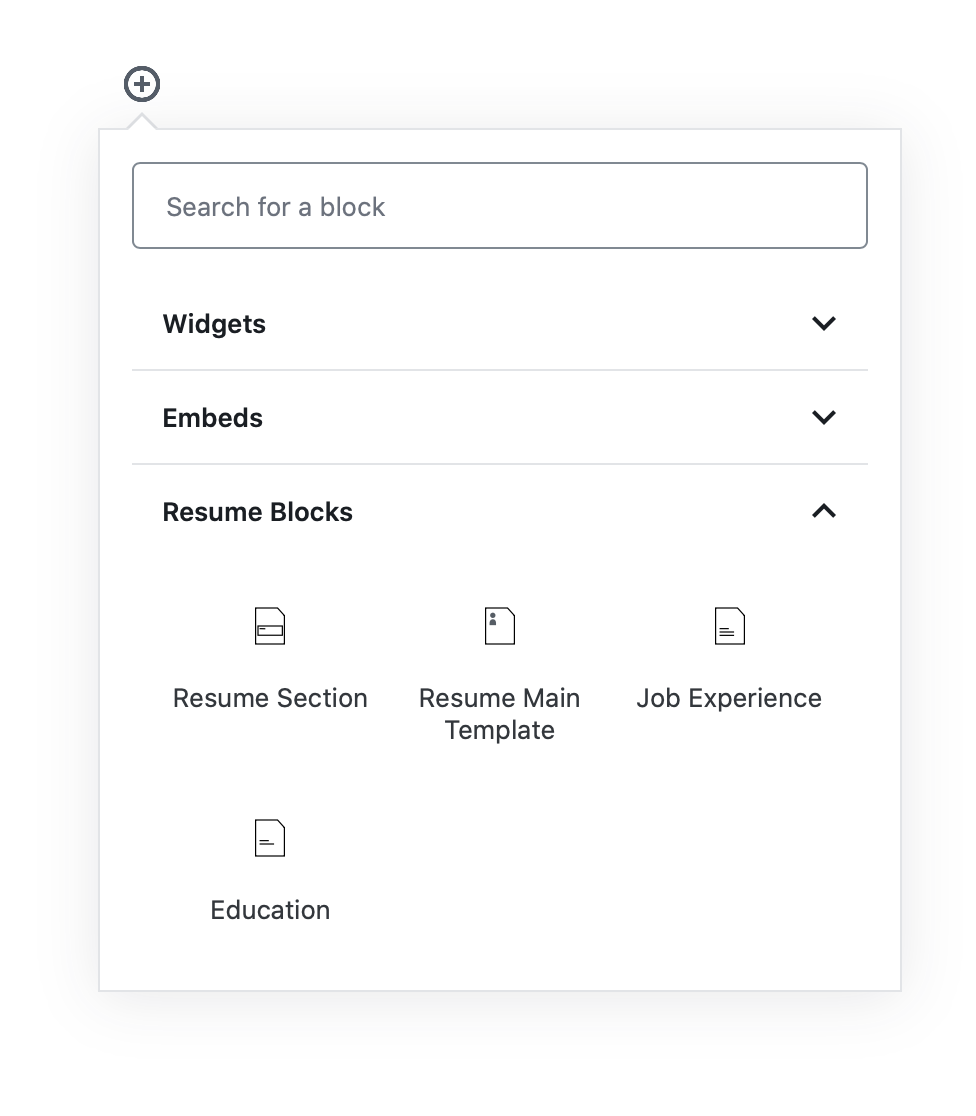 Search for a block
Widgets
Embeds
Resume Blocks
Resume Section
Resume Main
Template
Job Experience
Education